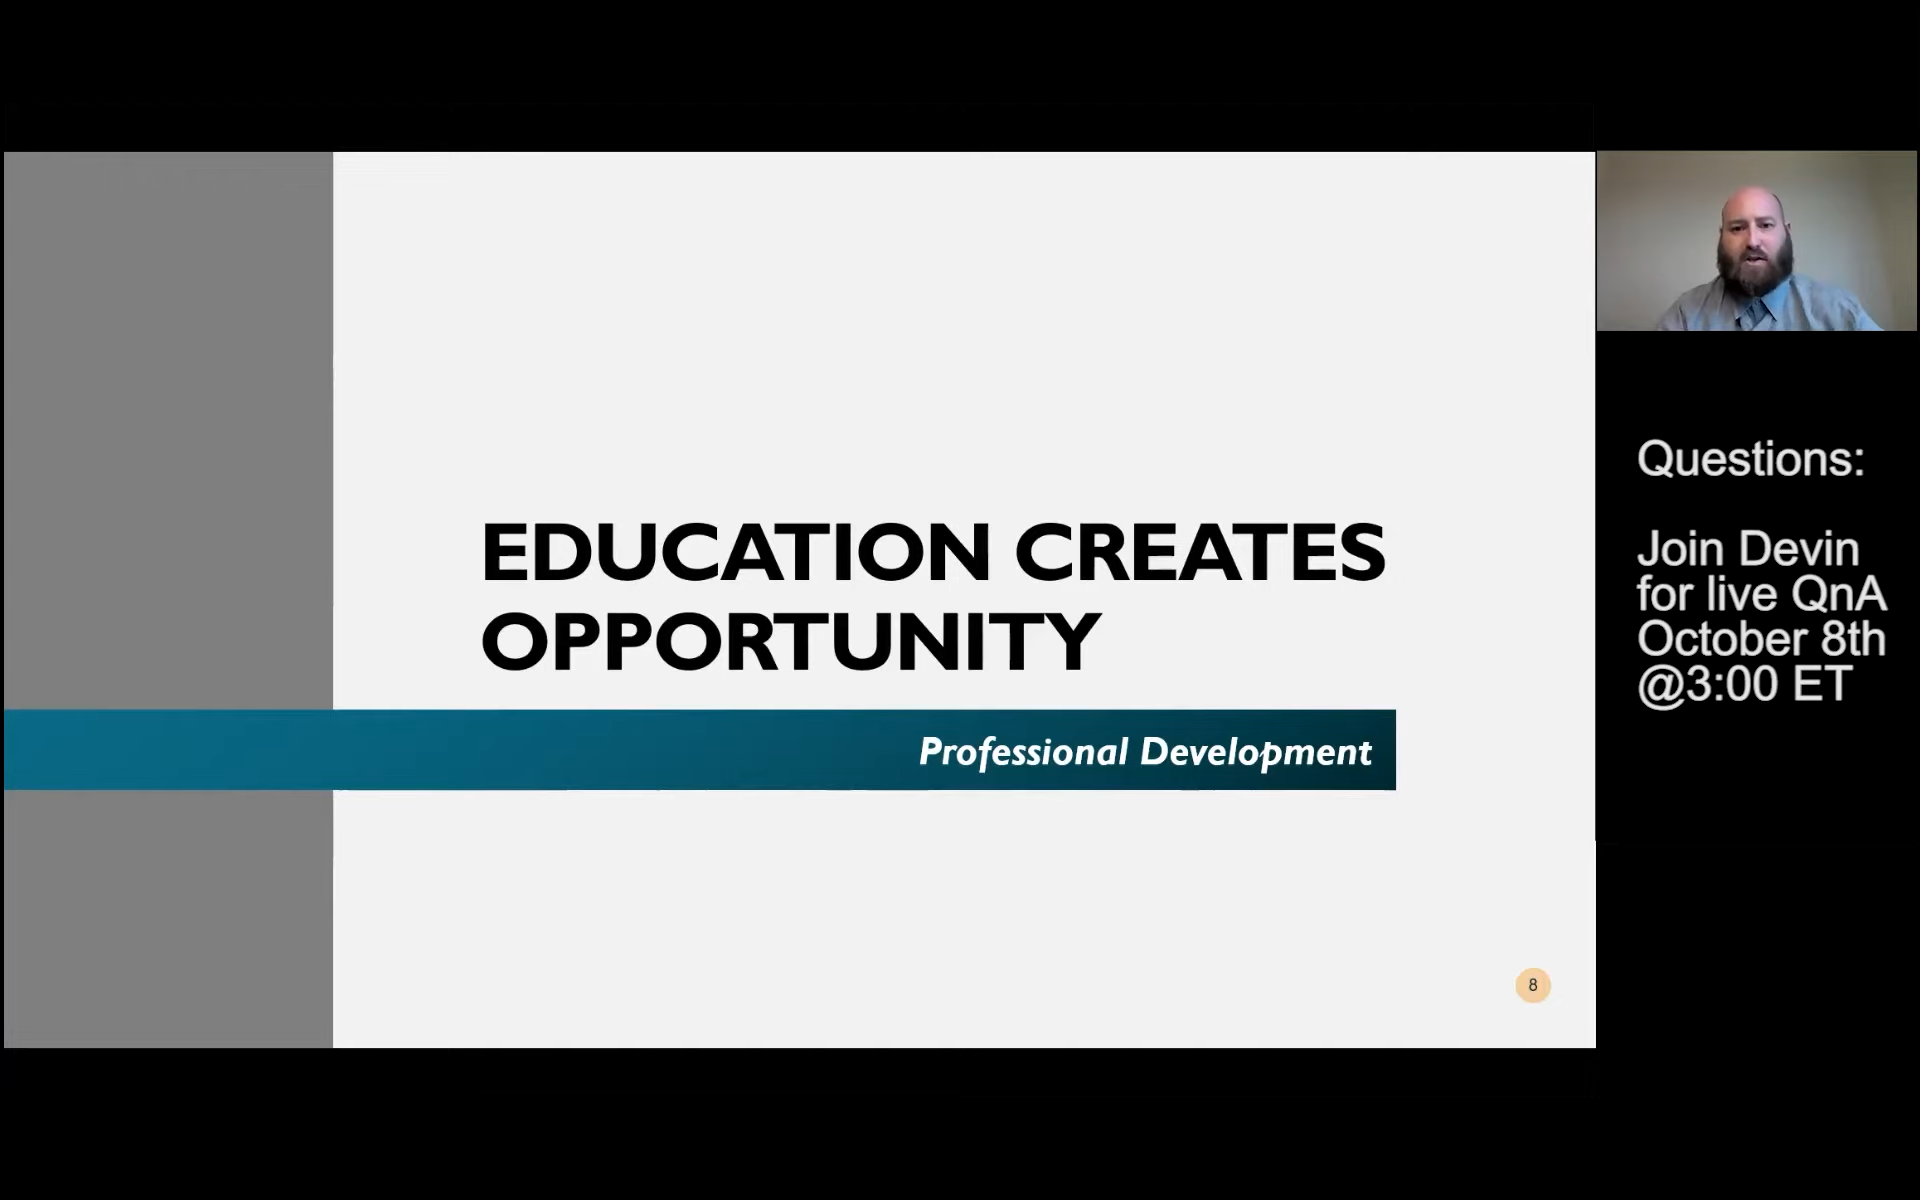 EDUCATION CREATES
OPPORTUNITY
Professional Development
8
Questions:
Join Devin
for live QnA
October 8th
@3:00 ET